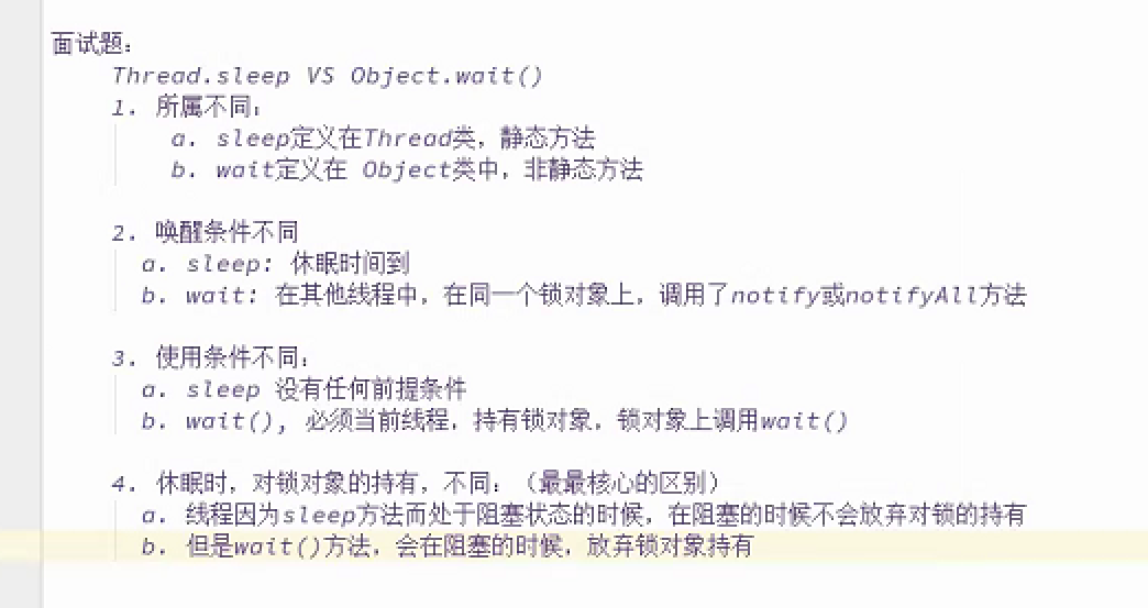 面试题:
Thread.sleep VS Object.wait()
1. 所属不同:
a. sleep定义在Thread类, 静态方法
b. wait定义在 Object类中, 非静态方法
2. 唤醒条件不同
a. sleep: 休眠时间到
b. wait: 在其他线程中, 在同一个锁对象上, 调用了notify或notifyAll方法
3. 使用条件不同:
a. sleep 没有任何前提条件
b. wait(), 必须当前线程, 持有锁对象, 锁对象上调用wait()
4. 休眠时, 对锁对象的持有, 不同: (最最核心的区别)
a. 线程因为sleep方法而处于阻塞状态的时候, 在阻塞的时候不会放弃对锁的持有
b. 但是wait()方法, 会在阻塞的时候, 放弃锁对象持有